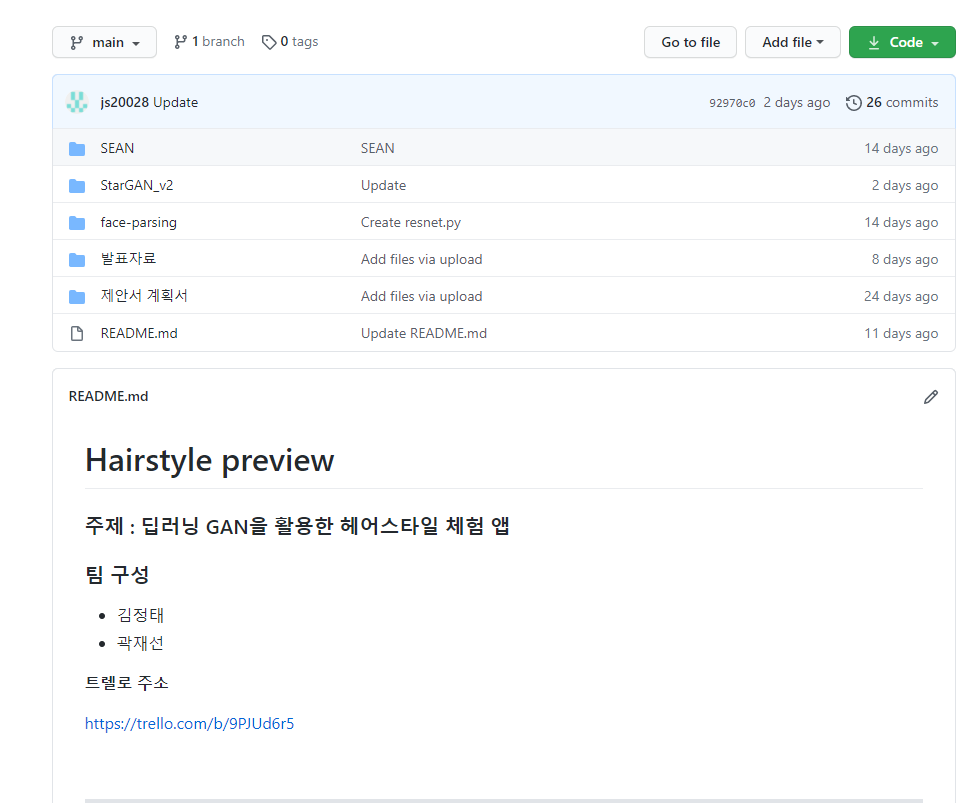 main 1 branch 0 tags Go to file Add file Code
js20028 Update 92970c0 2 days ago 26 commits
SEAN SEAN 14 days ago
StarGAN_v2 Update 2 days ago
face-parsing Create resnet.py 14 days ago
발표자료 Add files via upload 8 days ago
제안서 계획서 Add files via upload 24 days ago
README.md Update README.md 11 days ago
README.md
Hairstyle preview
주제 : 딥러닝 GAN을 활용한 헤어스타일 체험 앱
팀 구성
김정태
곽재선
트렐로 주소
https://trello.com/b/9PJUd6r5